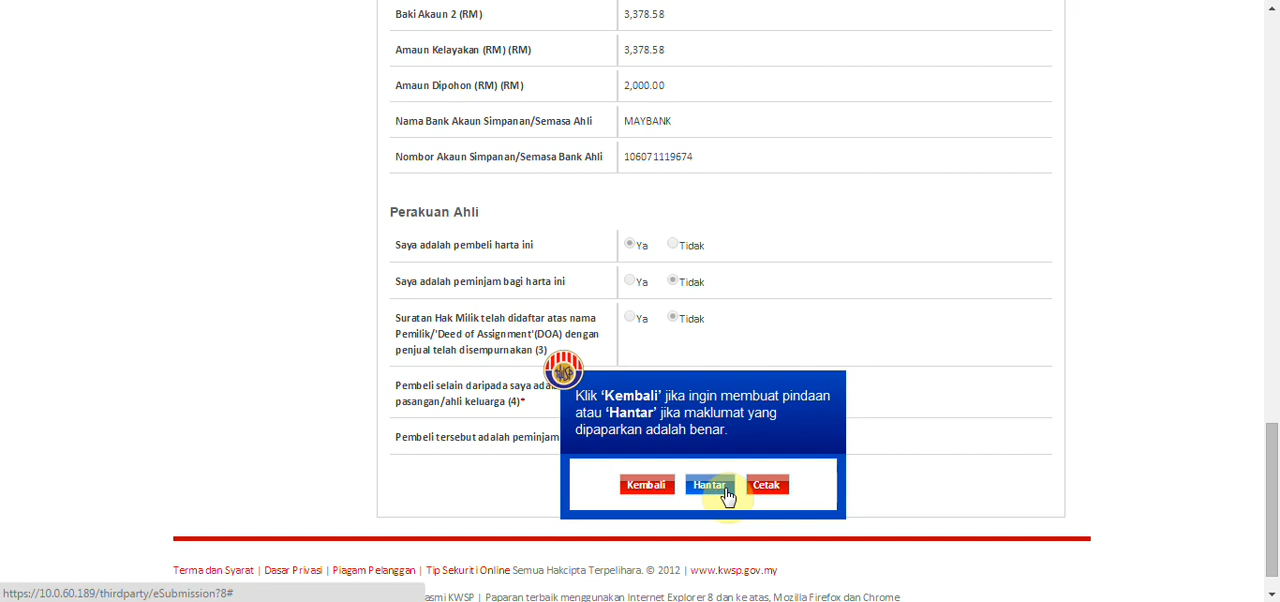 Baki Akaun 2 (RM) 3,378.58
Amaun Kelayakan (RM) (RM) 3,378.58
Amaun Dipohon (RM) (RM) 2,000.00
Nama Bank Akaun Simpanan/Semasa Ahli MAYBANK
Nombor Akaun Simpanan/Semasa Bank Ahli 106071119674
Perakuan Ahli
Saya adalah pembeli harta ini Ya Tidak
Saya adalah peminjam bagi harta ini Ya Tidak
Suratan Hak Milik telah didaftar atas nama Ya Tidak
Pemilik/'Deed of Assignment'(DOA) dengan
penjual telah disempurnakan (3)
Pembeli selain daripada saya
pasangan/ahli keluarga (4)*
Pembeli tersebut adalah peminjam
Klik ‘Kembali’ jika ingin membuat pindaan
atau ‘Hantar’ jika maklumat yang
dipaparkan adalah benar.
Kembali Hantar Cetak
Terma dan Syarat | Dasar Privasi | Piagam Pelanggan | Tip Sekuriti Online Semua Hakcipta Terpelihara. © 2012 | www.kwsp.gov.my
https://10.0.60.189/thirdparty/eSubmission?8#
KWSP | Paparan terbaik menggunakan Internet Explorer 8 dan ke atas, Mozilla Firefox dan Chrome